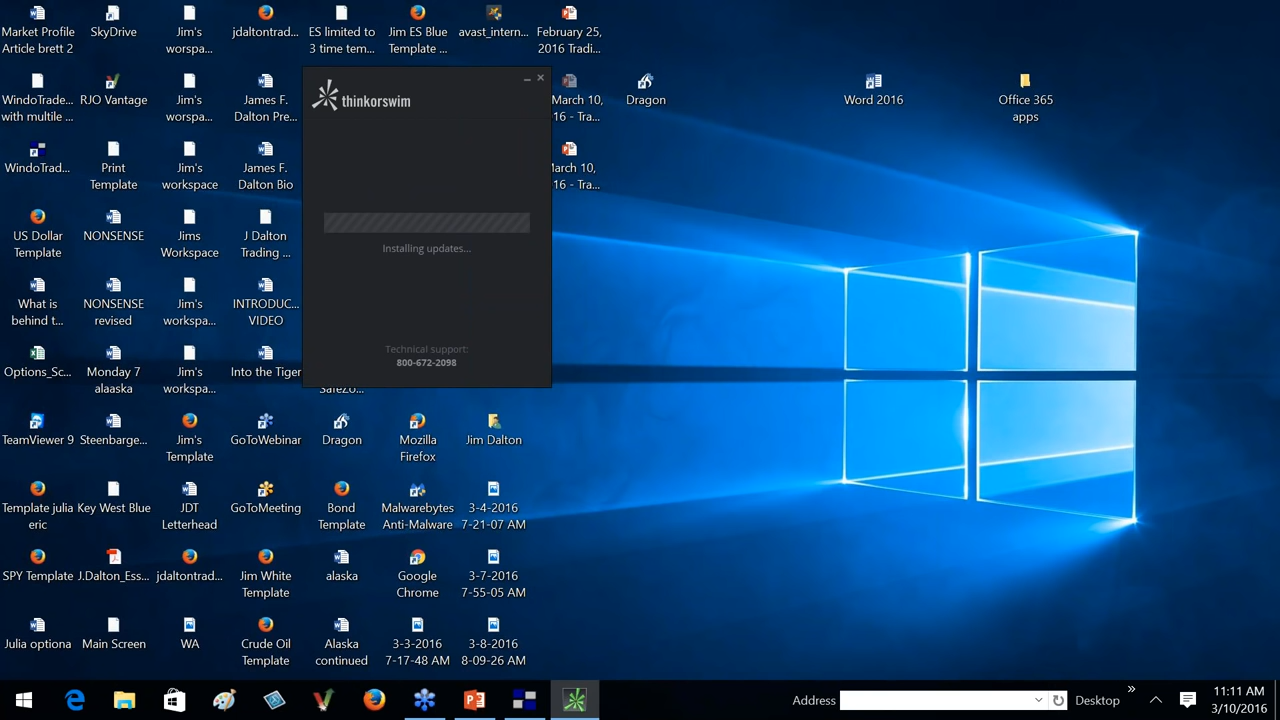 Market Profile
Article brett 2
SkyDrive
Jim's
worspa...
jdaltontrad...
ES limited to
3 time tem...
Jim ES Blue
Template ...
avast_intern...
February 25,
2016 Tradi...
thinkorswim
WindoTrade...
with multile ...
RJO Vantage
Jim's
worspa...
James F.
Dalton Pre...
March 10,
16 - Tra...
Dragon
Word 2016
Office 365
apps
WindoTrad...
Print
Template
Jim's
workspace
James F.
Dalton Bio
March 10,
16 - Tra...
US Dollar
Template
NONSENSE
Jims
Workspace
J Dalton
Trading ...
Installing updates...
What is
behind t...
NONSENSE
revised
Jim's
workspa...
INTRODUC...
VIDEO
Technical support:
800-672-2098
Options_Sc...
Monday 7
alaaska
Jim's
workspa...
Into the Tiger
SafeZo...
TeamViewer 9
Steenbarge...
Jim's
Template
GoToWebinar
Dragon
Mozilla
Firefox
Jim Dalton
Template julia
eric
Key West Blue
JDT
Letterhead
GoToMeeting
Bond
Template
Malwarebytes
Anti-Malware
3-4-2016
7-21-07 AM
SPY Template
J.Dalton_Ess...
jdaltontrad...
Jim White
Template
alaska
Google
Chrome
3-7-2016
7-55-05 AM
Julia optiona
Main Screen
WA
Crude Oil
Template
Alaska
continued
3-3-2016
7-17-48 AM
3-8-2016
8-09-26 AM
Address
Desktop
11:11 AM
3/10/2016